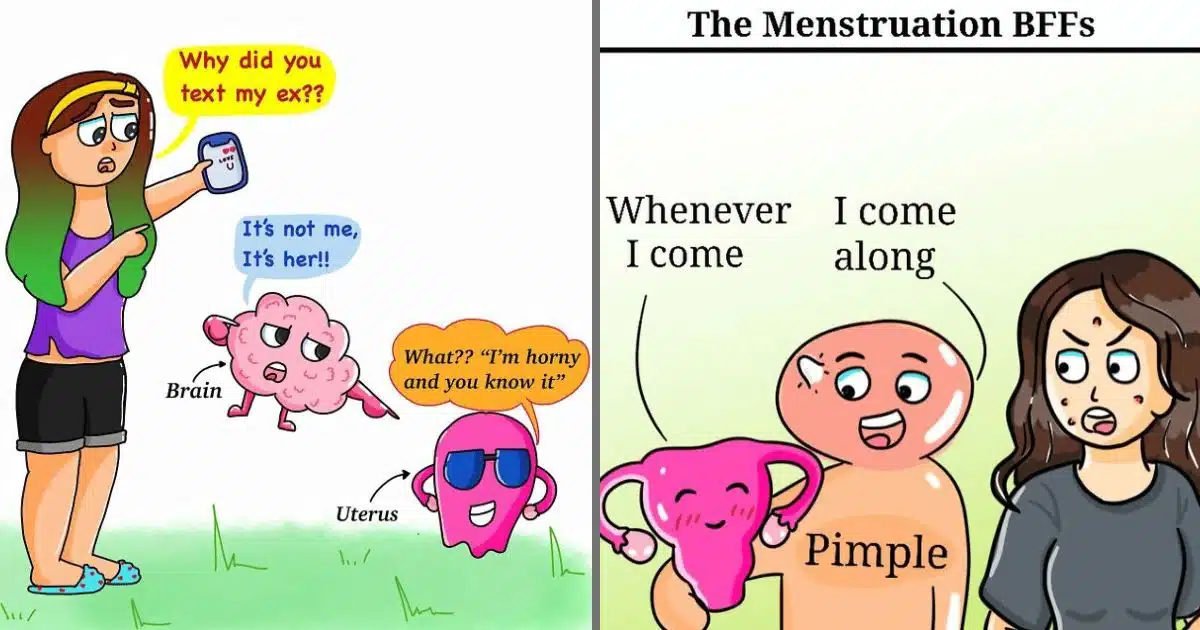 Why did you
text my ex??
LOVE
U
It's not me,
It's her!!
Brain
What?? “I'm horny
and you know it”
Uterus
The Menstruation BFFs
Whenever
I come
I come
along
Pimple